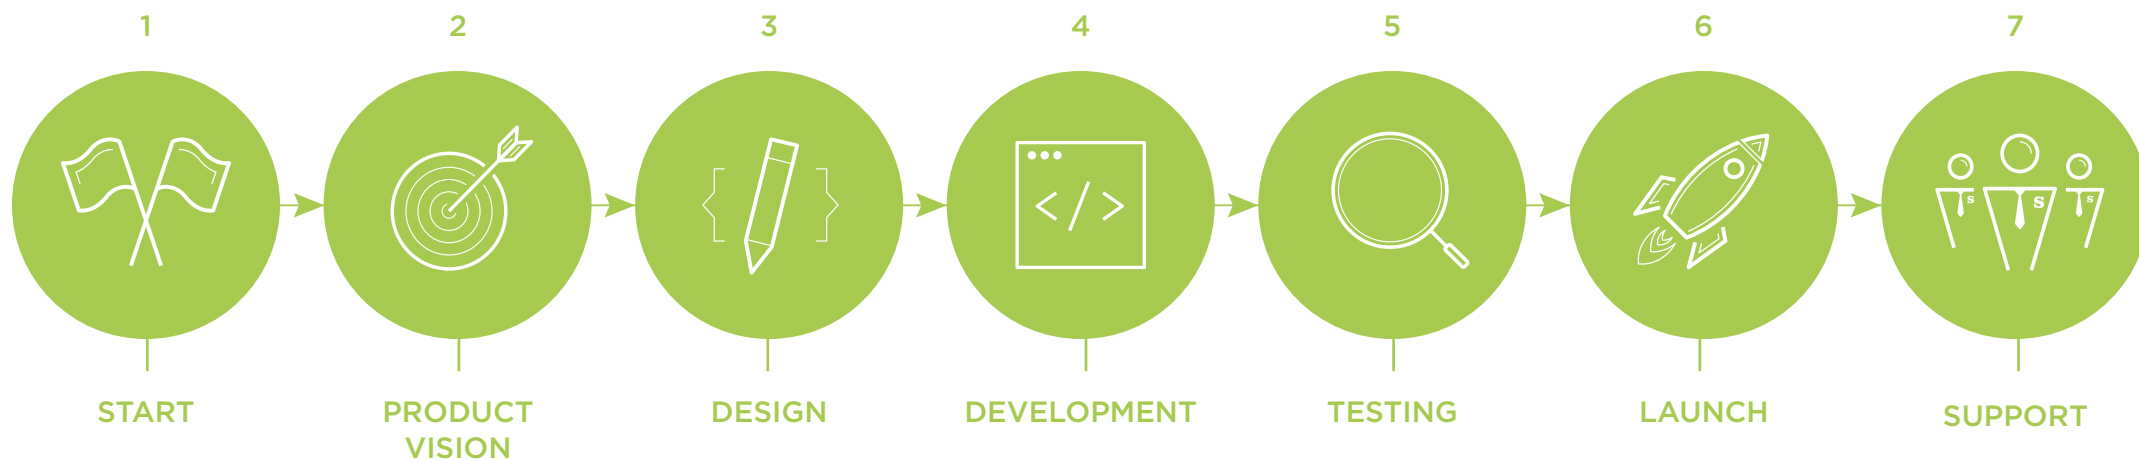 1
2
3
4
5
6
7
</>
S
S
S
START
PRODUCT
VISION
DESIGN
DEVELOPMENT
TESTING
LAUNCH
SUPPORT